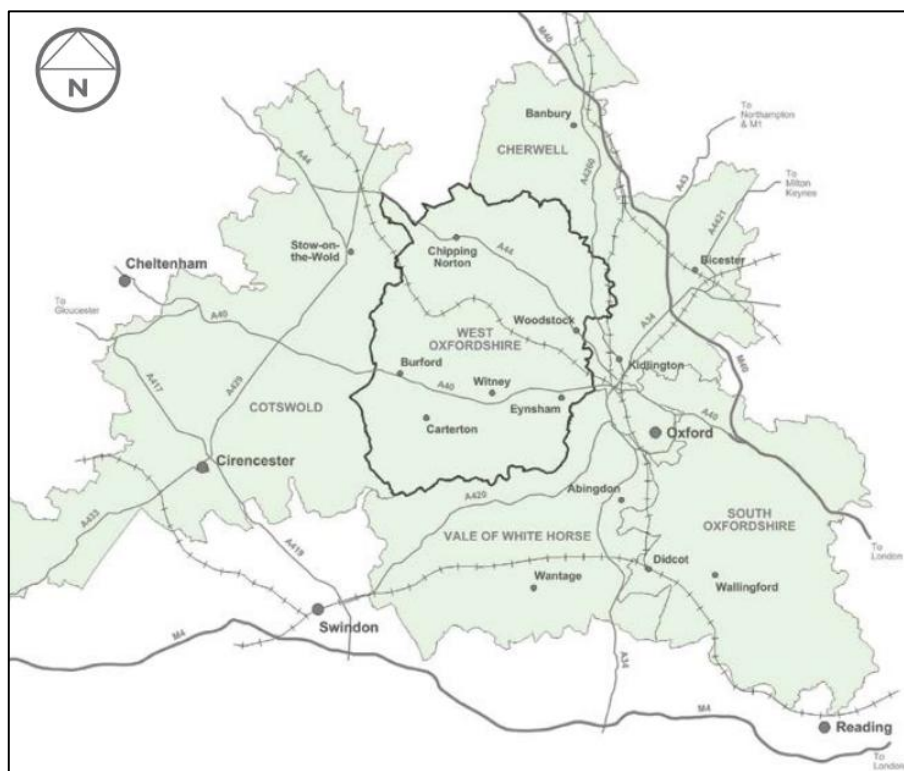 N
M40
To
Northampton
& M1
Banbury
CHERWELL
A4260
A43
To
Milton
Keynes
A44
A4421
Stow-on-
the-Wold
Chipping
Norton
A44
Bicester
Cheltenham
To
Gloucester
A40
Woodstock
A34
WEST
OXFORDSHIRE
Kidlington
M40
Burford
A417
A429
A40
Witney
Eynsham
COTSWOLD
Carterton
A40
Oxford
Cirencester
A420
Abingdon
A433
A419
VALE OF WHITE HORSE
SOUTH
OXFORDSHIRE
To
London
Didcot
Wantage
Wallingford
Swindon
M4
A34
M4
Reading
To
London